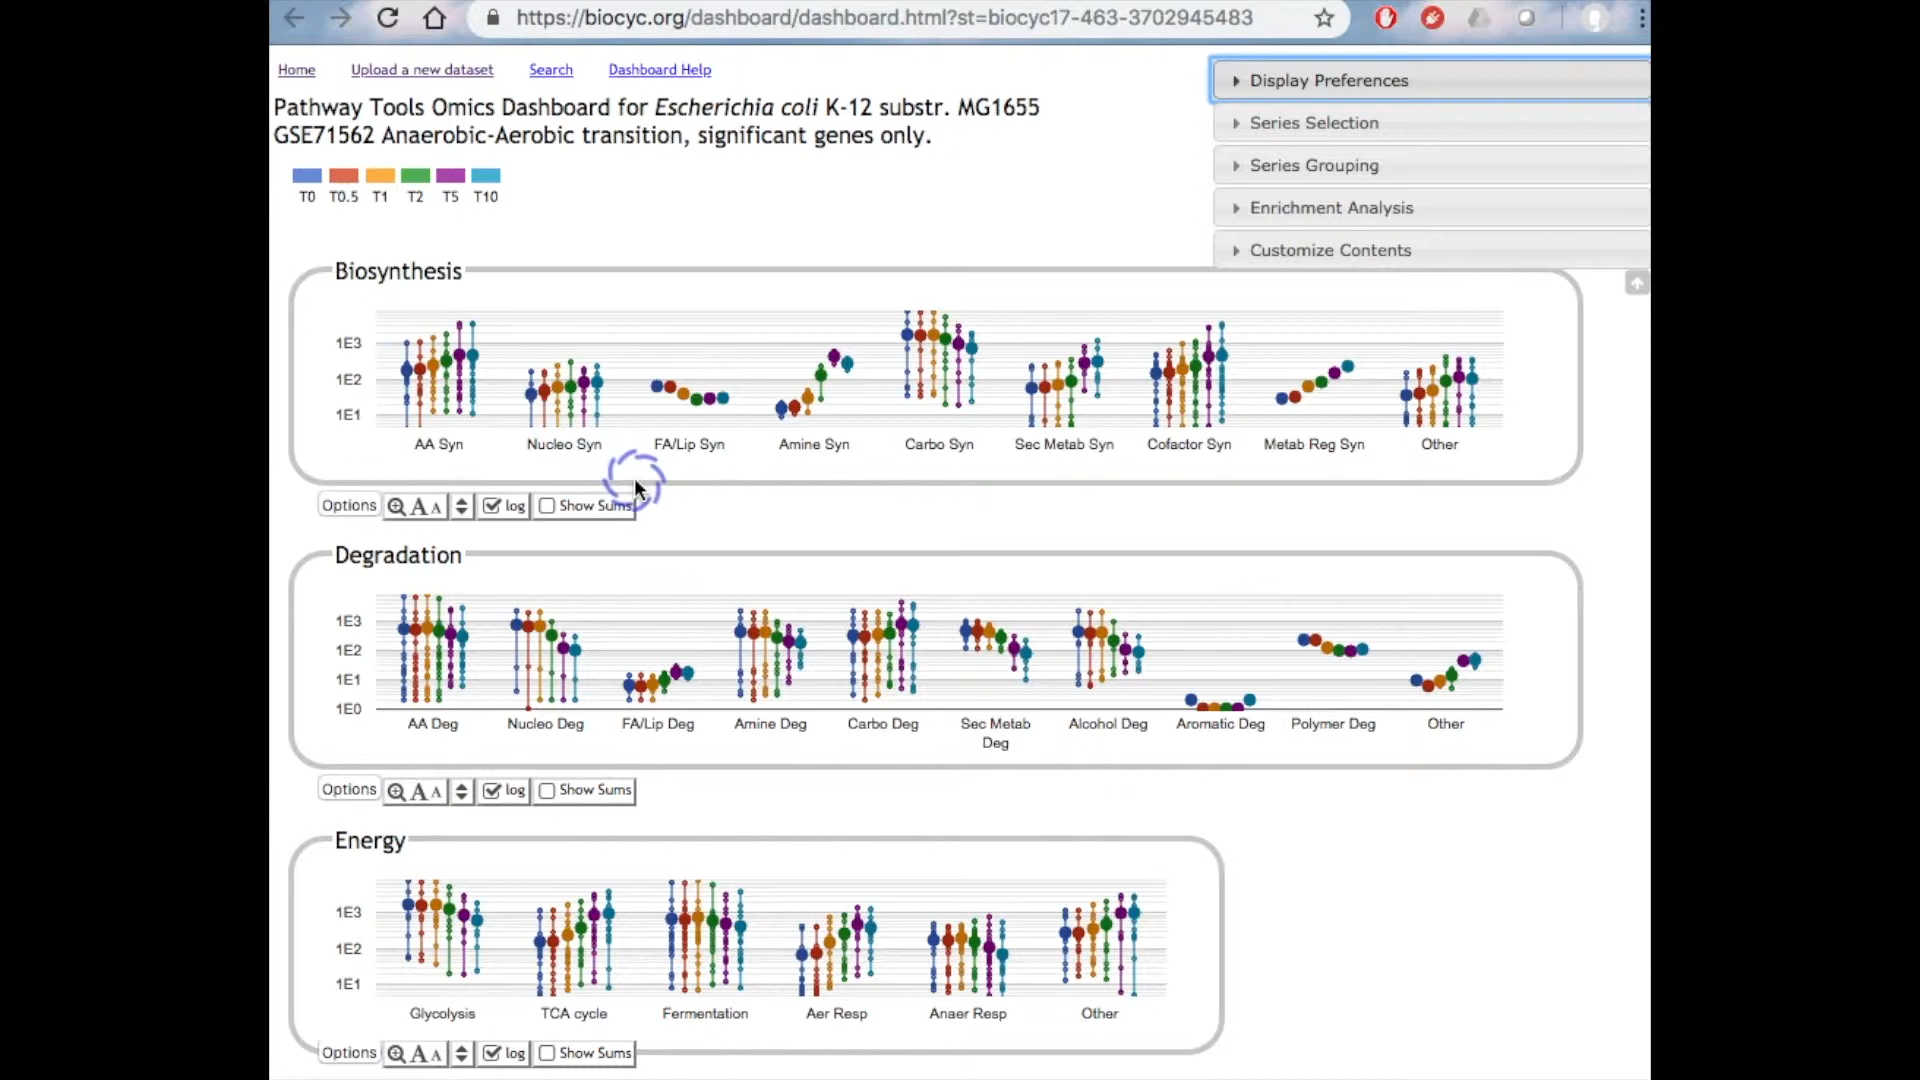 https://biocyc.org/dashboard/dashboard.html?st=biocyc17-463-3702945483
Home Upload a new dataset Search Dashboard Help
Display Preferences
Series Selection
Series Grouping
Enrichment Analysis
Customize Contents
Pathway Tools Omics Dashboard for Escherichia coli K-12 substr. MG1655
GSE71562 Anaerobic-Aerobic transition, significant genes only.
T0 T0.5 T1 T2 T5 T10
Biosynthesis
1E3
1E2
1E1
AA Syn Nucleo Syn FA/Lip Syn Amine Syn Carbo Syn Sec Metab Syn Cofactor Syn Metab Reg Syn Other
Options A A log Show Sums
Degradation
1E3
1E2
1E1
1E0
AA Deg Nucleo Deg FA/Lip Deg Amine Deg Carbo Deg Sec Metab Deg Alcohol Deg Aromatic Deg Polymer Deg Other
Options A A log Show Sums
Energy
1E3
1E2
1E1
Glycolysis TCA cycle Fermentation Aer Resp Anaer Resp Other
Options A A log Show Sums